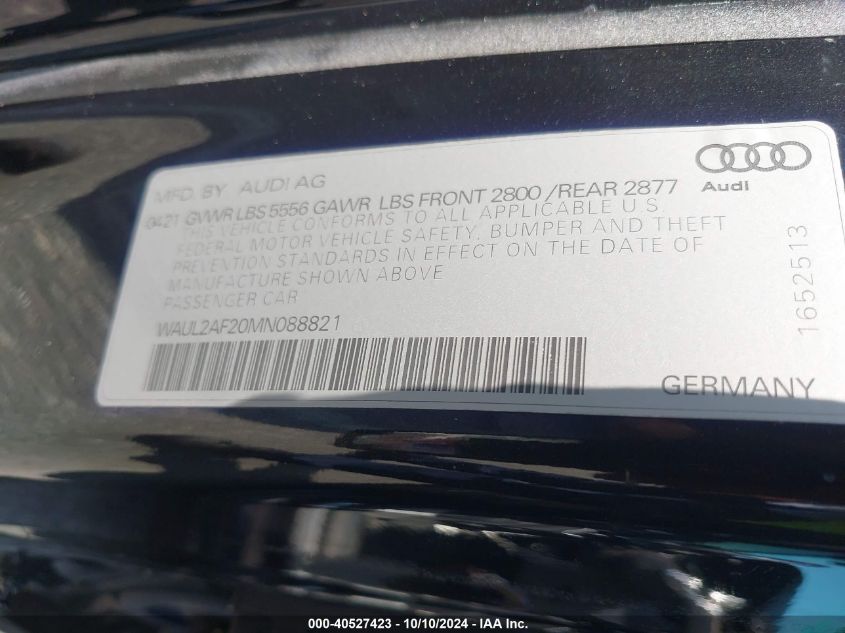 MFD BY AUDI AG
0421 GVWR LBS 5556 GAWR LBS FRONT 2800 /REAR 2877
THIS VEHICLE CONFORMS TO ALL APPLICABLE U.S.
FEDERAL MOTOR VEHICLE SAFETY, BUMPER AND THEFT
PREVENTION STANDARDS IN EFFECT ON THE DATE OF
MANUFACTURE SHOWN ABOVE
PASSENGER CAR
WAUL2AF20MN088821
Audi
1652513
GERMANY
000-40527423 - 10/10/2024 - IAA Inc.